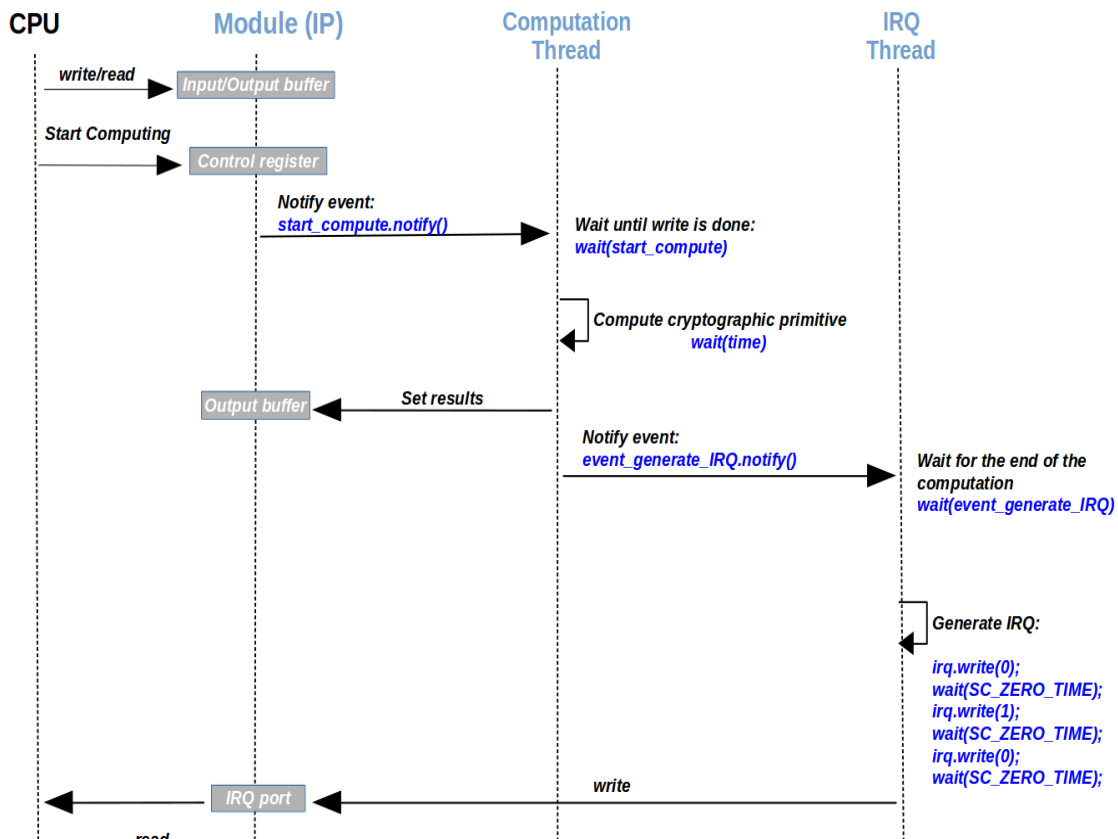 CPU
Module (IP)
Computation
Thread
IRQ
Thread
write/read
Input/Output buffer
Start Computing
Control register
Notify event:
start_compute.notify()
Wait until write is done:
wait(start_compute)
Compute cryptographic primitive
wait(time)
Output buffer
Set results
Notify event:
event_generate_IRQ.notify()
Wait for the end of the
computation
wait(event_generate_IRQ)
Generate IRQ:
irq.write(0);
wait(SC_ZERO_TIME);
irq.write(1);
wait(SC_ZERO_TIME);
irq.write(0);
wait(SC_ZERO_TIME);
IRQ port
write
read